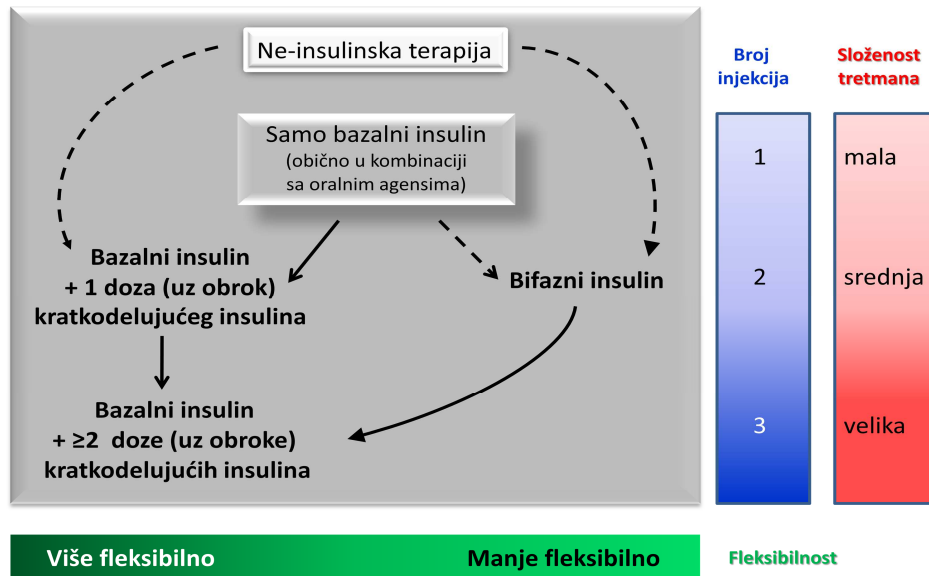 Ne-insulinska terapija
Samo bazalni insulin
(obično u kombinaciji
sa oralnim agensima)
Bazalni insulin
+ 1 doza (uz obrok)
kratkodelujućeg insulina
Bifazni insulin
Bazalni insulin
+ ≥2 doze (uz obroke)
kratkodelujućih insulina
Broj
injekcija
1
2
3
Složenost
tretmana
mala
srednja
velika
Više fleksibilno
Manje fleksibilno
Fleksibilnost